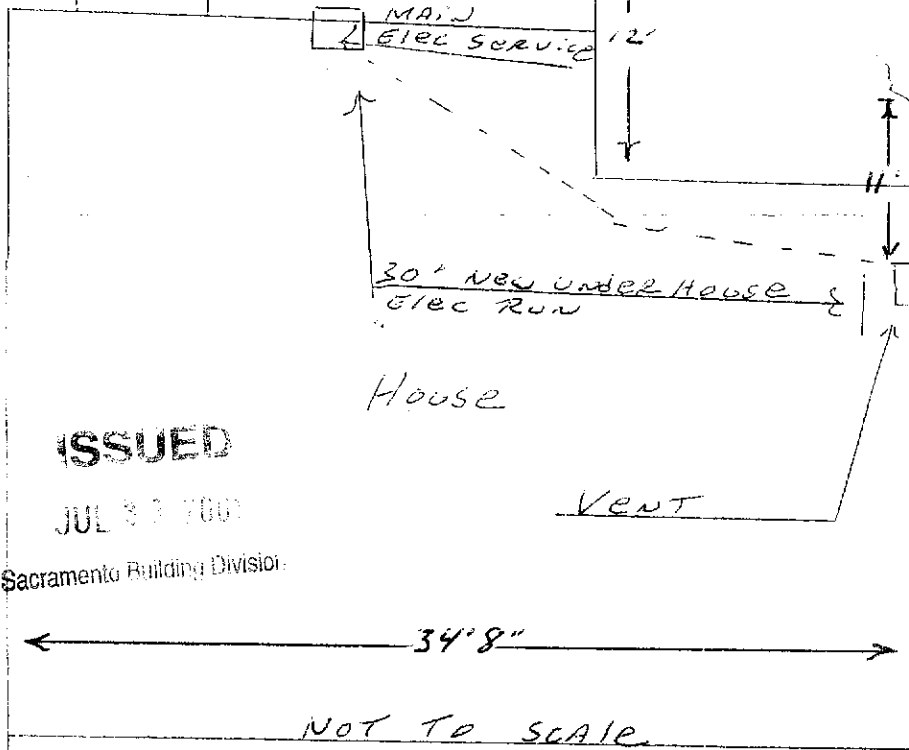 MAIN
Elec Service
12'
11'
30' New UNDER House
Elec RUN
House
ISSUED
JUL
Sacramento Building Division
VENT
34'8"
NOT TO SCAle